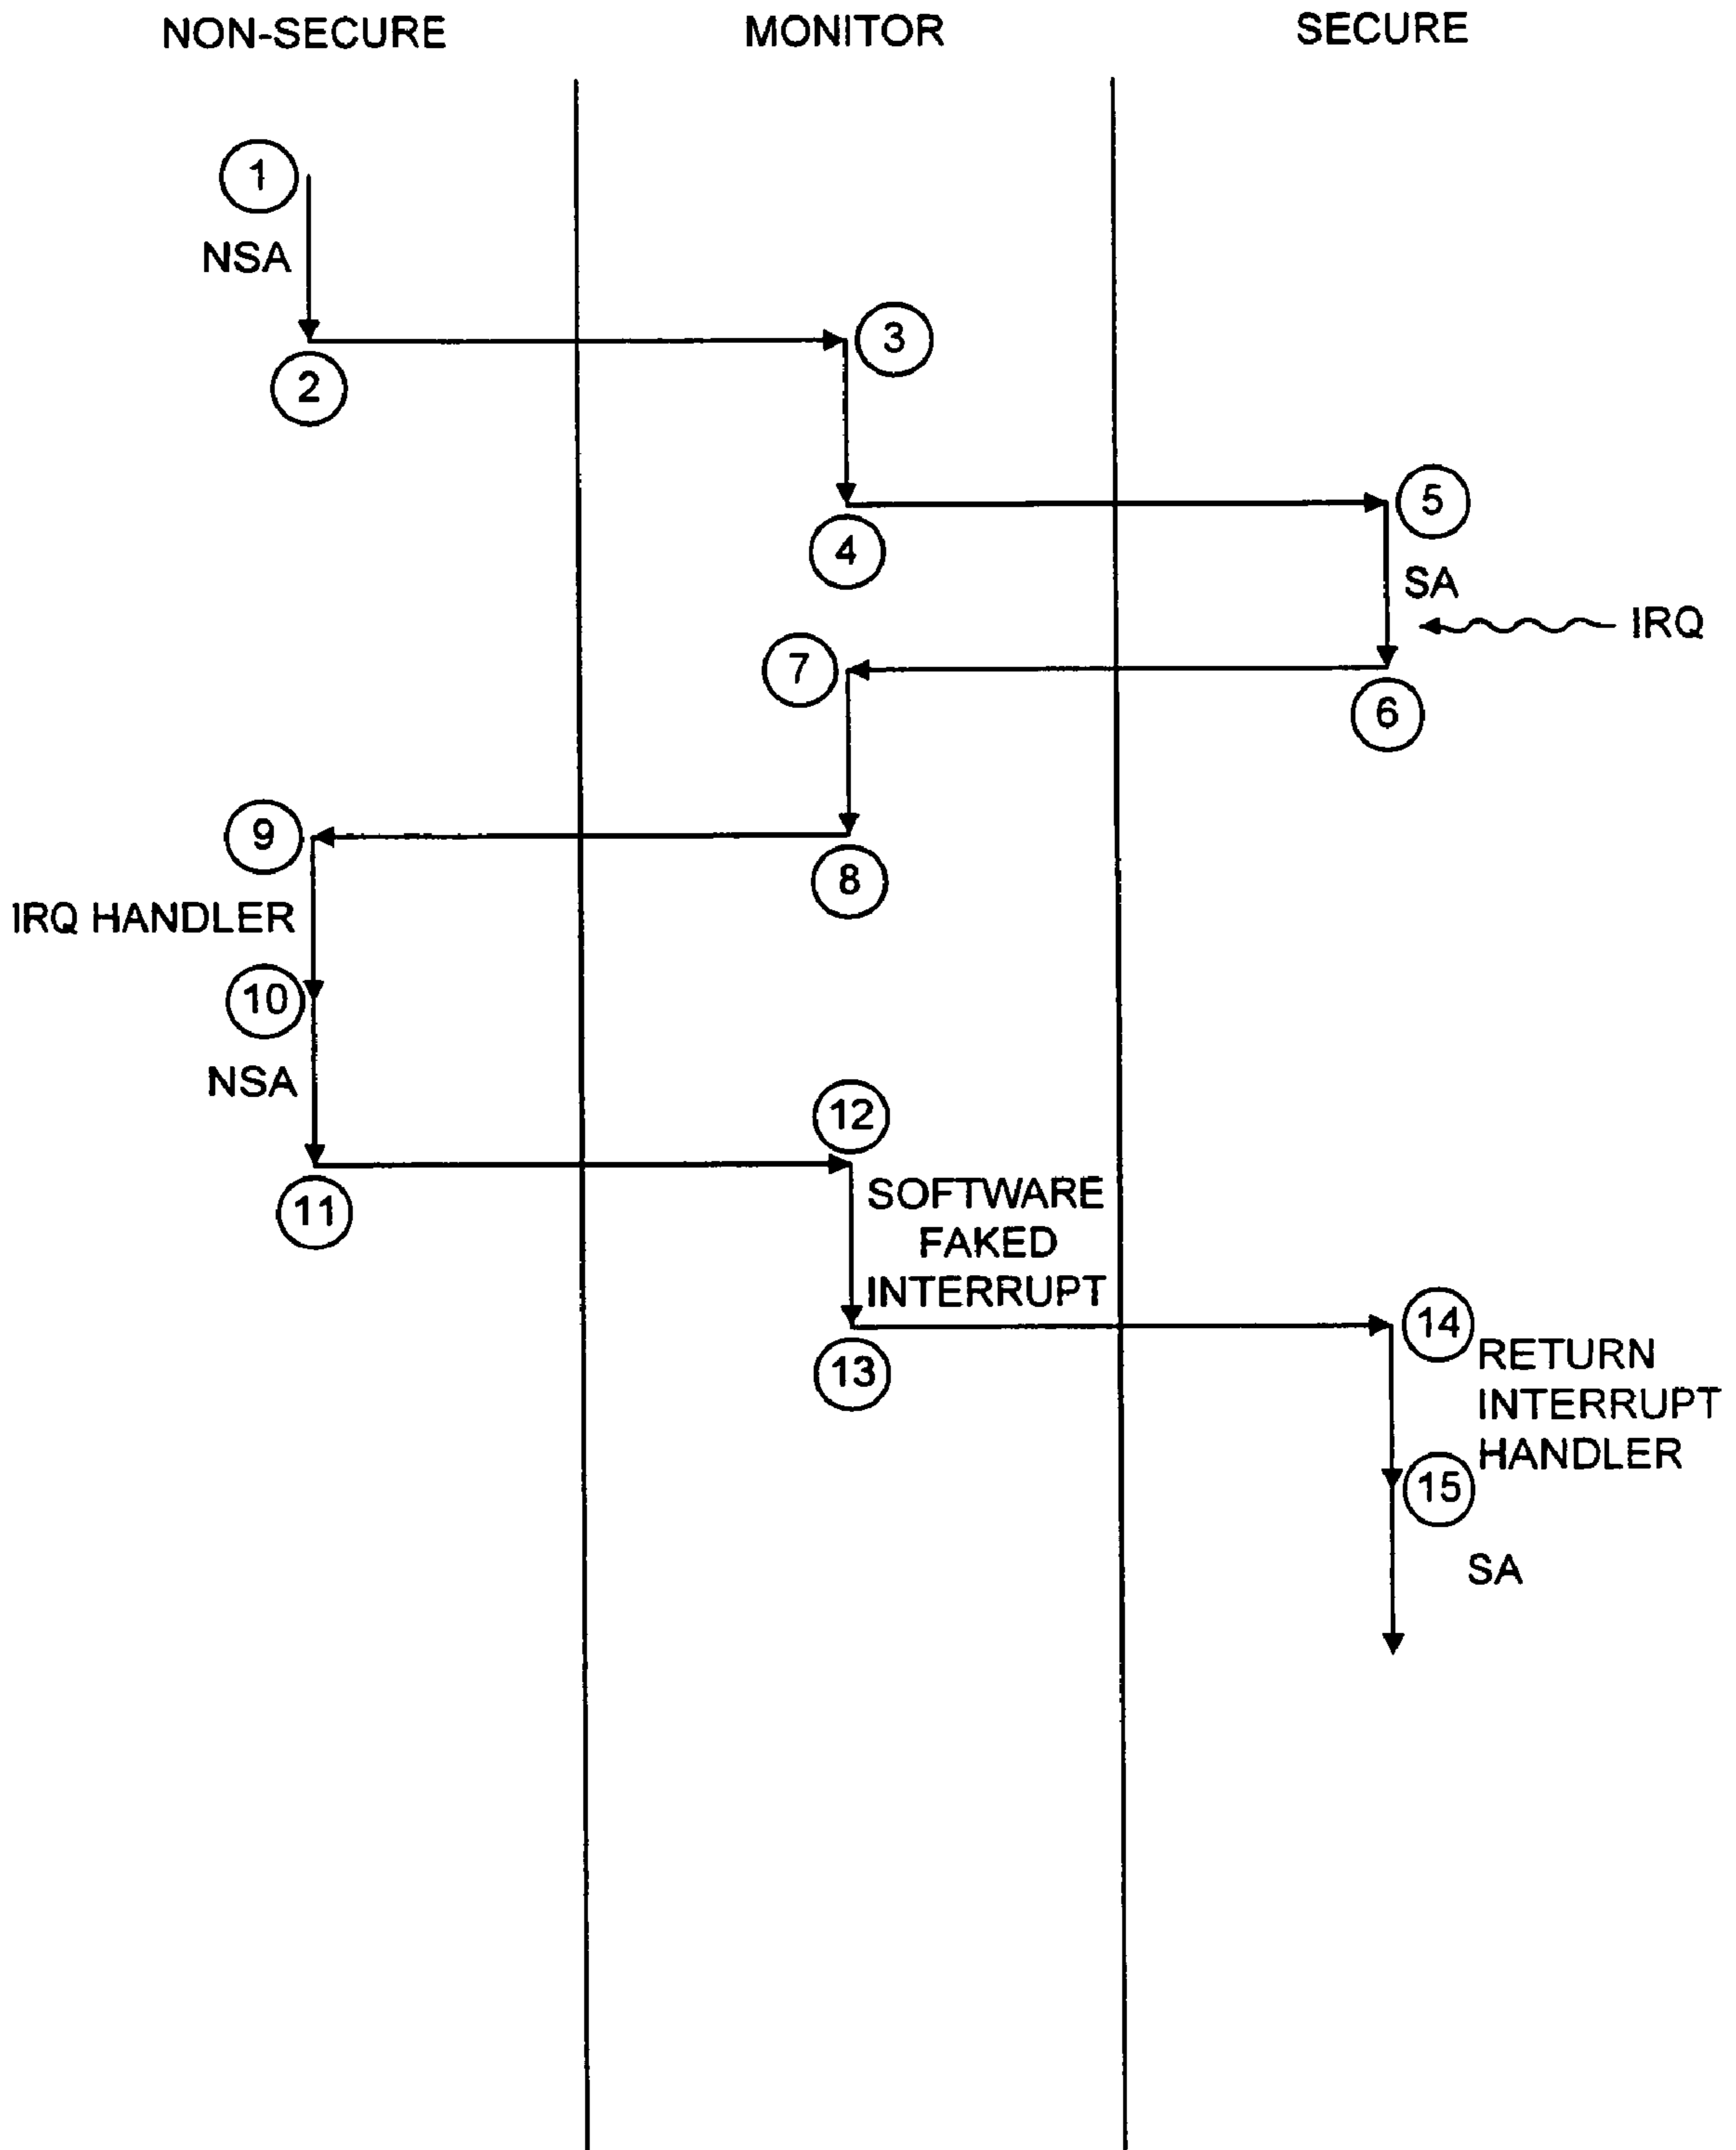 NON-SECURE
MONITOR
SECURE
1
NSA
2
3
4
5
SA
IRQ
6
7
8
9
IRQ HANDLER
10
NSA
11
12
SOFTWARE
FAKED
INTERRUPT
13
14
RETURN
INTERRUPT
HANDLER
15
SA